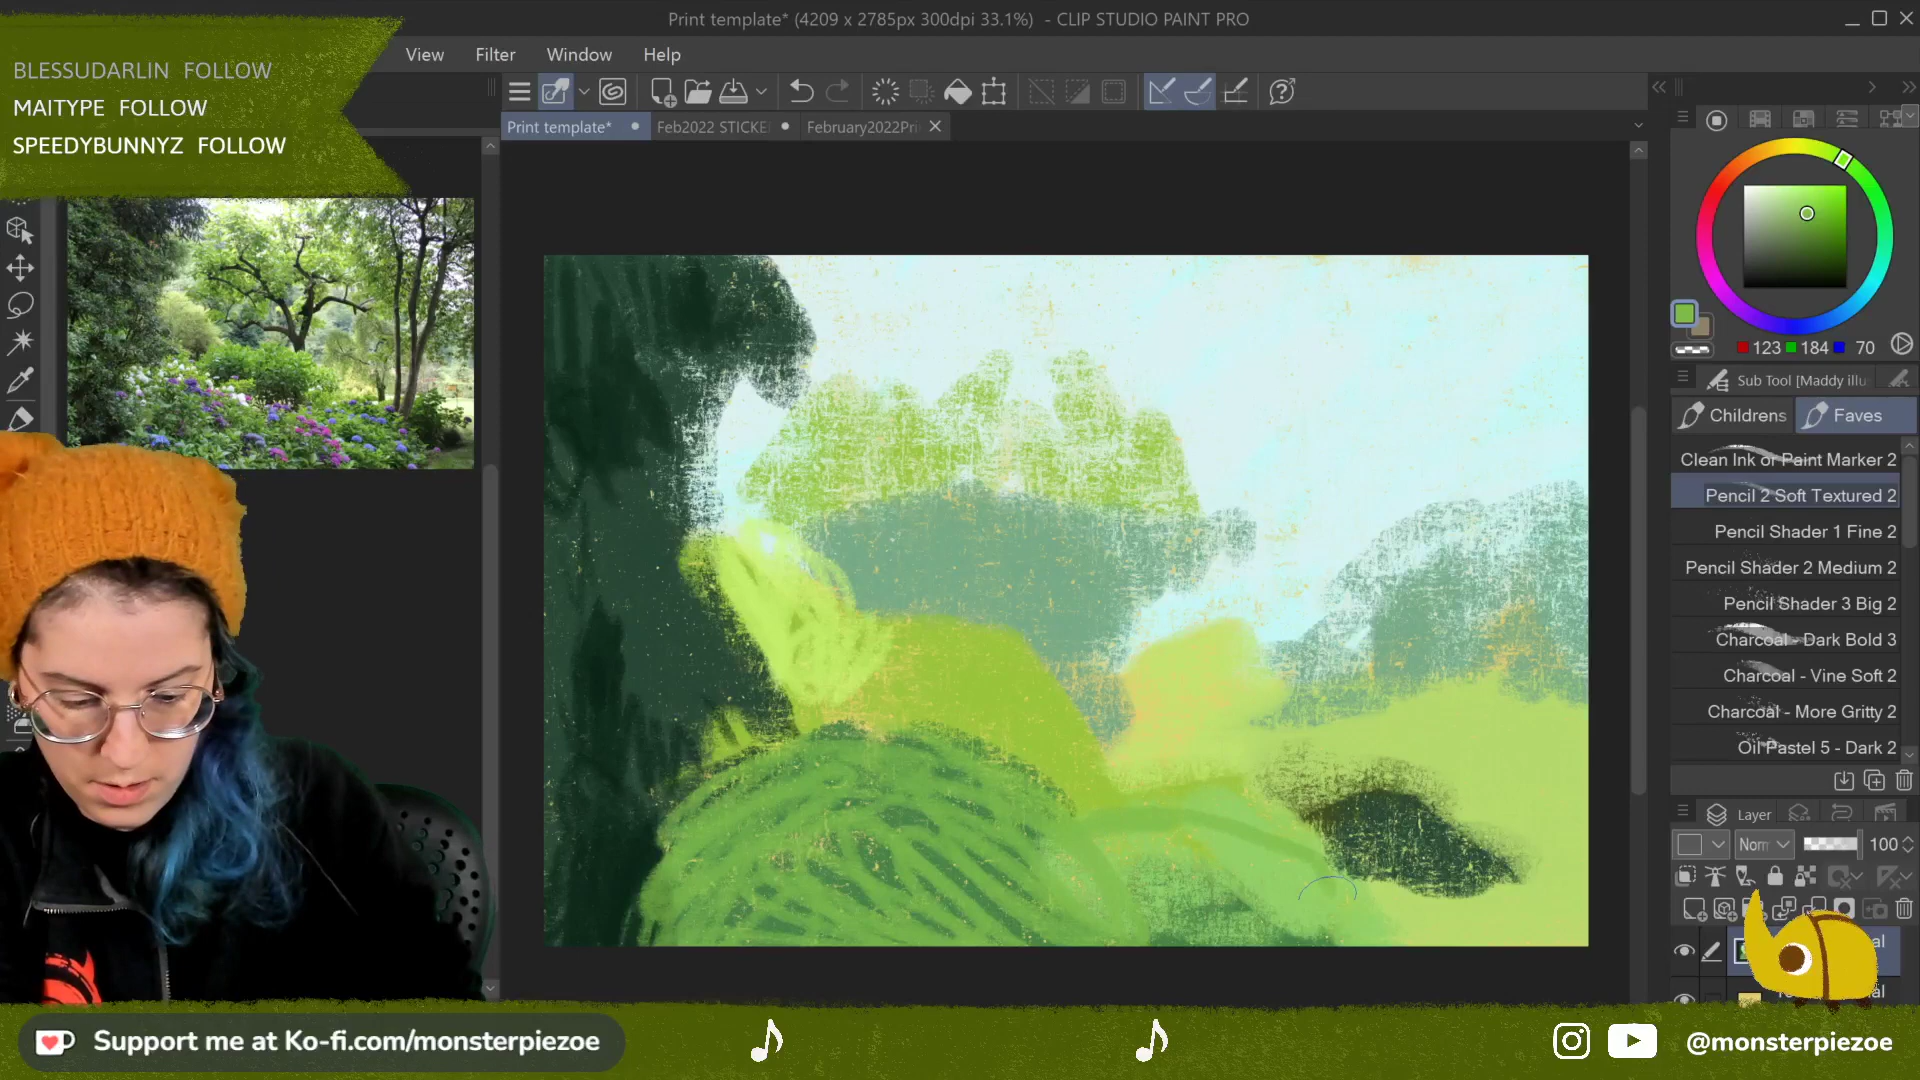 Print template* (4209 x 2785px 300dpi 33.1%) - CLIP STUDIO PAINT PRO
BLESSUDARLIN FOLLOW
MAITYPE FOLLOW
SPEEDYBUNNYZ FOLLOW
View Filter Window Help
Print template* Feb2022 STICKE February2022Pri
123 184 70
Sub Tool [Maddy illu
Childrens Faves
Clean Ink or Paint Marker 2
Pencil 2 Soft Textured 2
Pencil Shader 1 Fine 2
Pencil Shader 2 Medium 2
Pencil Shader 3 Big 2
Charcoal - Dark Bold 3
Charcoal - Vine Soft 2
Charcoal - More Gritty 2
Oil Pastel 5 - Dark 2
Layer
Norm 100
al
al
Support me at Ko-fi.com/monsterpiezoe
@monsterpiezoe